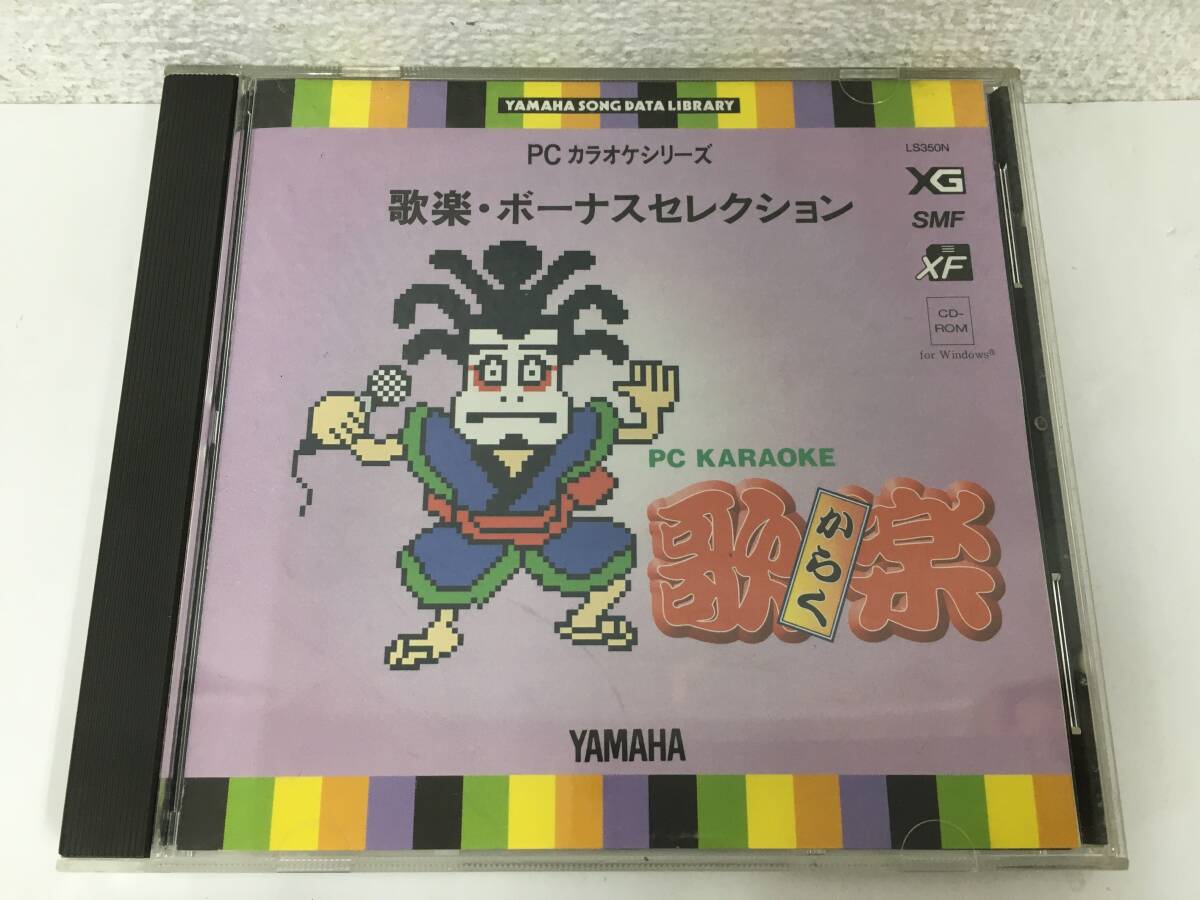 YAMAHA SONG DATA LIBRARY
PC カラオケシリーズ
LS350N
歌楽・ボーナスセレクション
XG
SMF
XF
CD-
ROM
for Windows®
PC KARAOKE
歌楽
からく
YAMAHA